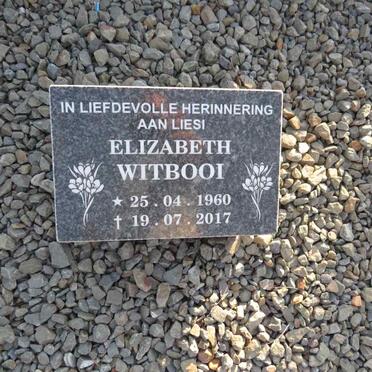 IN LIEFDEVOLLE HERINNERING
AAN LIESI
ELIZABETH
WITBOOI
★ 25 . 04 . 1960
† 19 . 07 . 2017